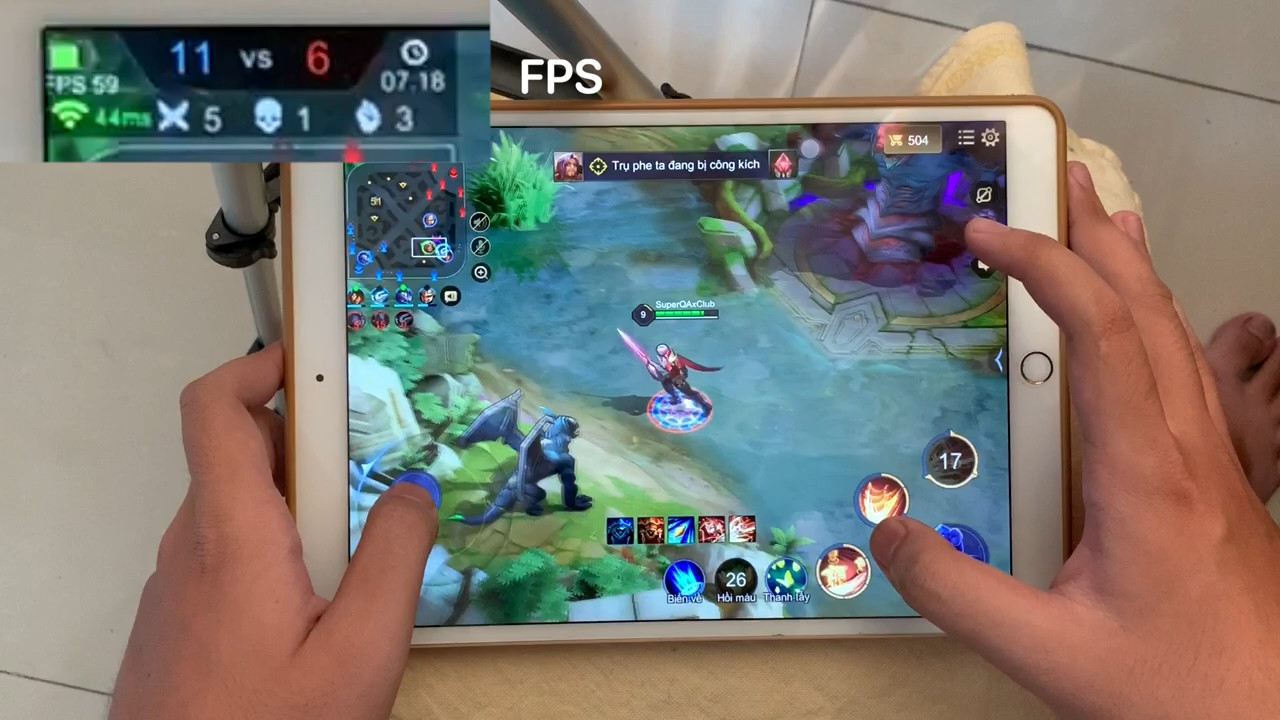 11 vs 6
FPS 59
07.18
44ms 5 1 3
FPS
504
Trụ phe ta đang bị công kích
SuperQAxClub
9
17
26
Biến về Hồi máu Thanh tẩy